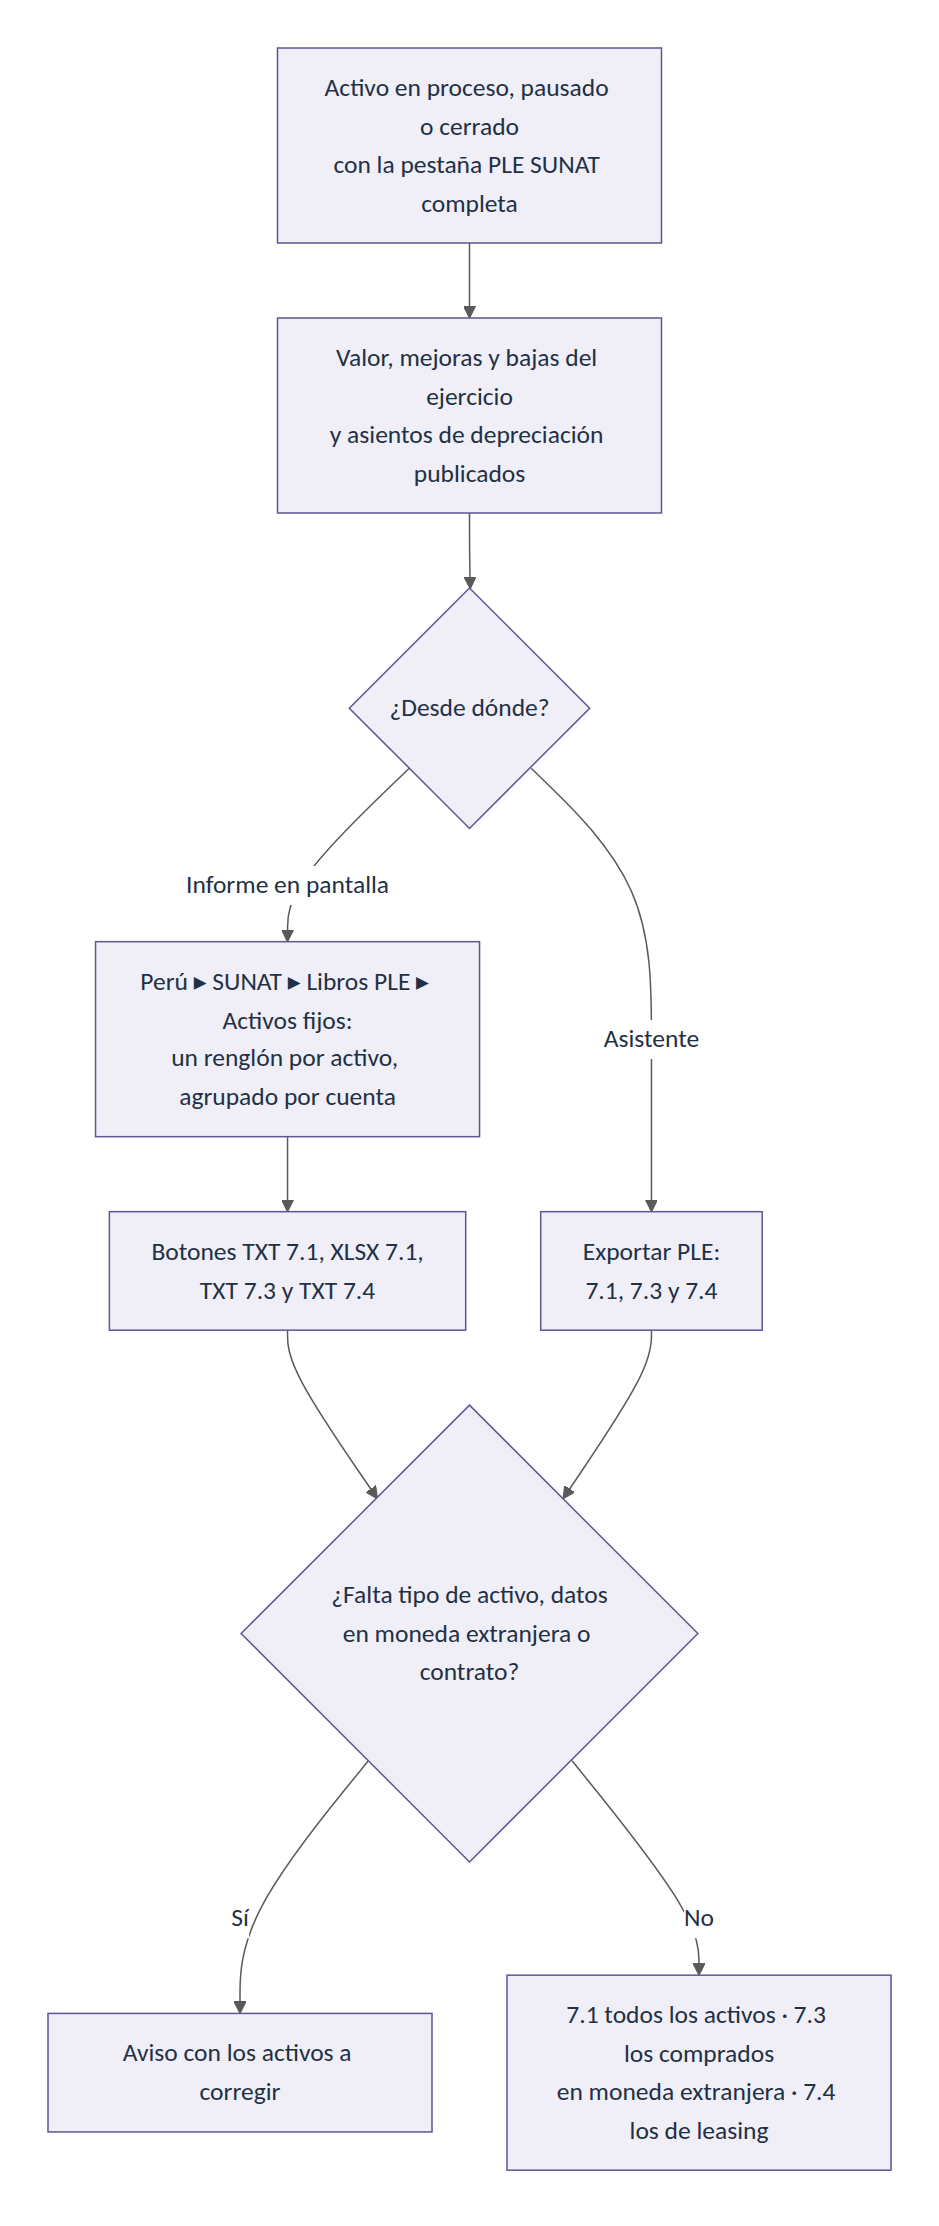 Activo en proceso, pausado
o cerrado
con la pestaña PLE SUNAT
completa
Valor, mejoras y bajas del
ejercicio
y asientos de depreciación
publicados
¿Desde dónde?
Informe en pantalla
Asistente
Perú ▸ SUNAT ▸ Libros PLE ▸
Activos fijos:
un renglón por activo,
agrupado por cuenta
Botones TXT 7.1, XLSX 7.1,
TXT 7.3 y TXT 7.4
Exportar PLE:
7.1, 7.3 y 7.4
¿Falta tipo de activo, datos
en moneda extranjera o
contrato?
Sí
No
Aviso con los activos a
corregir
7.1 todos los activos · 7.3
los comprados
en moneda extranjera · 7.4
los de leasing